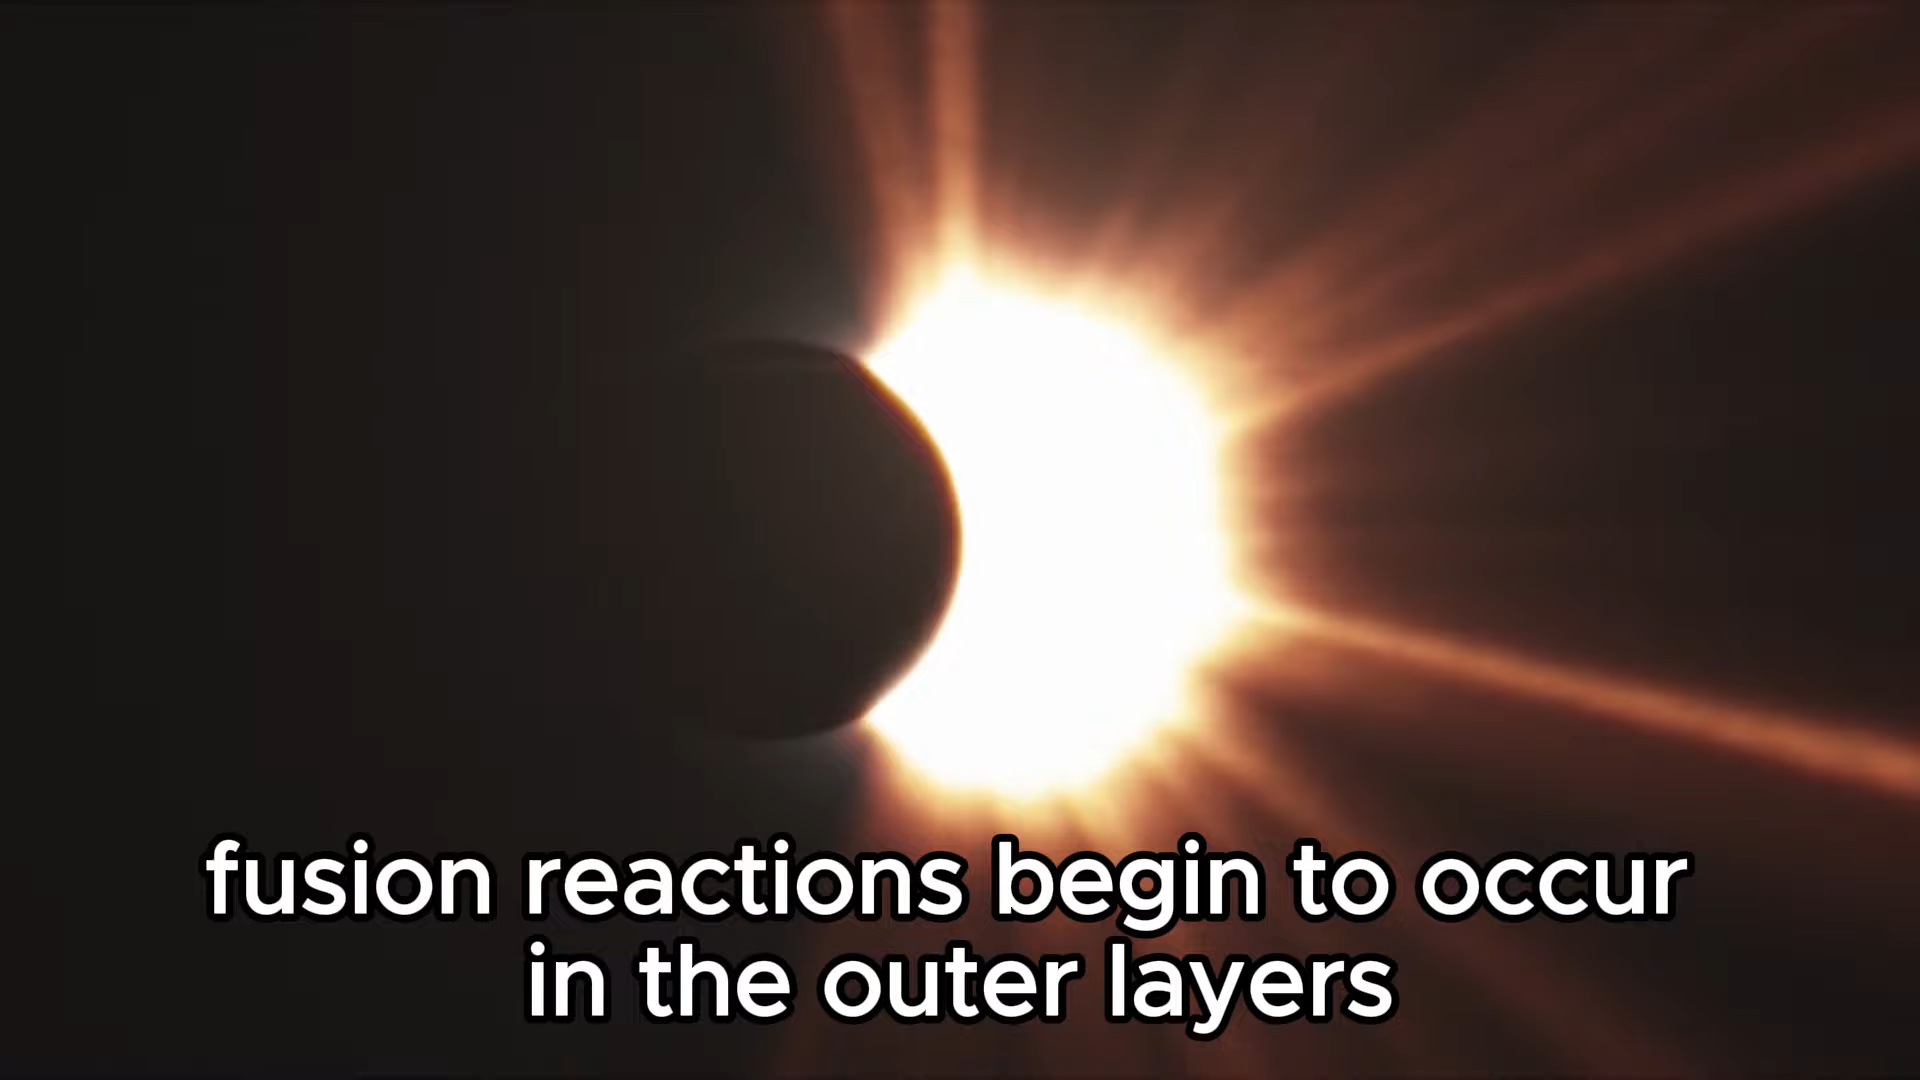 fusion reactions begin to occur
in the outer layers